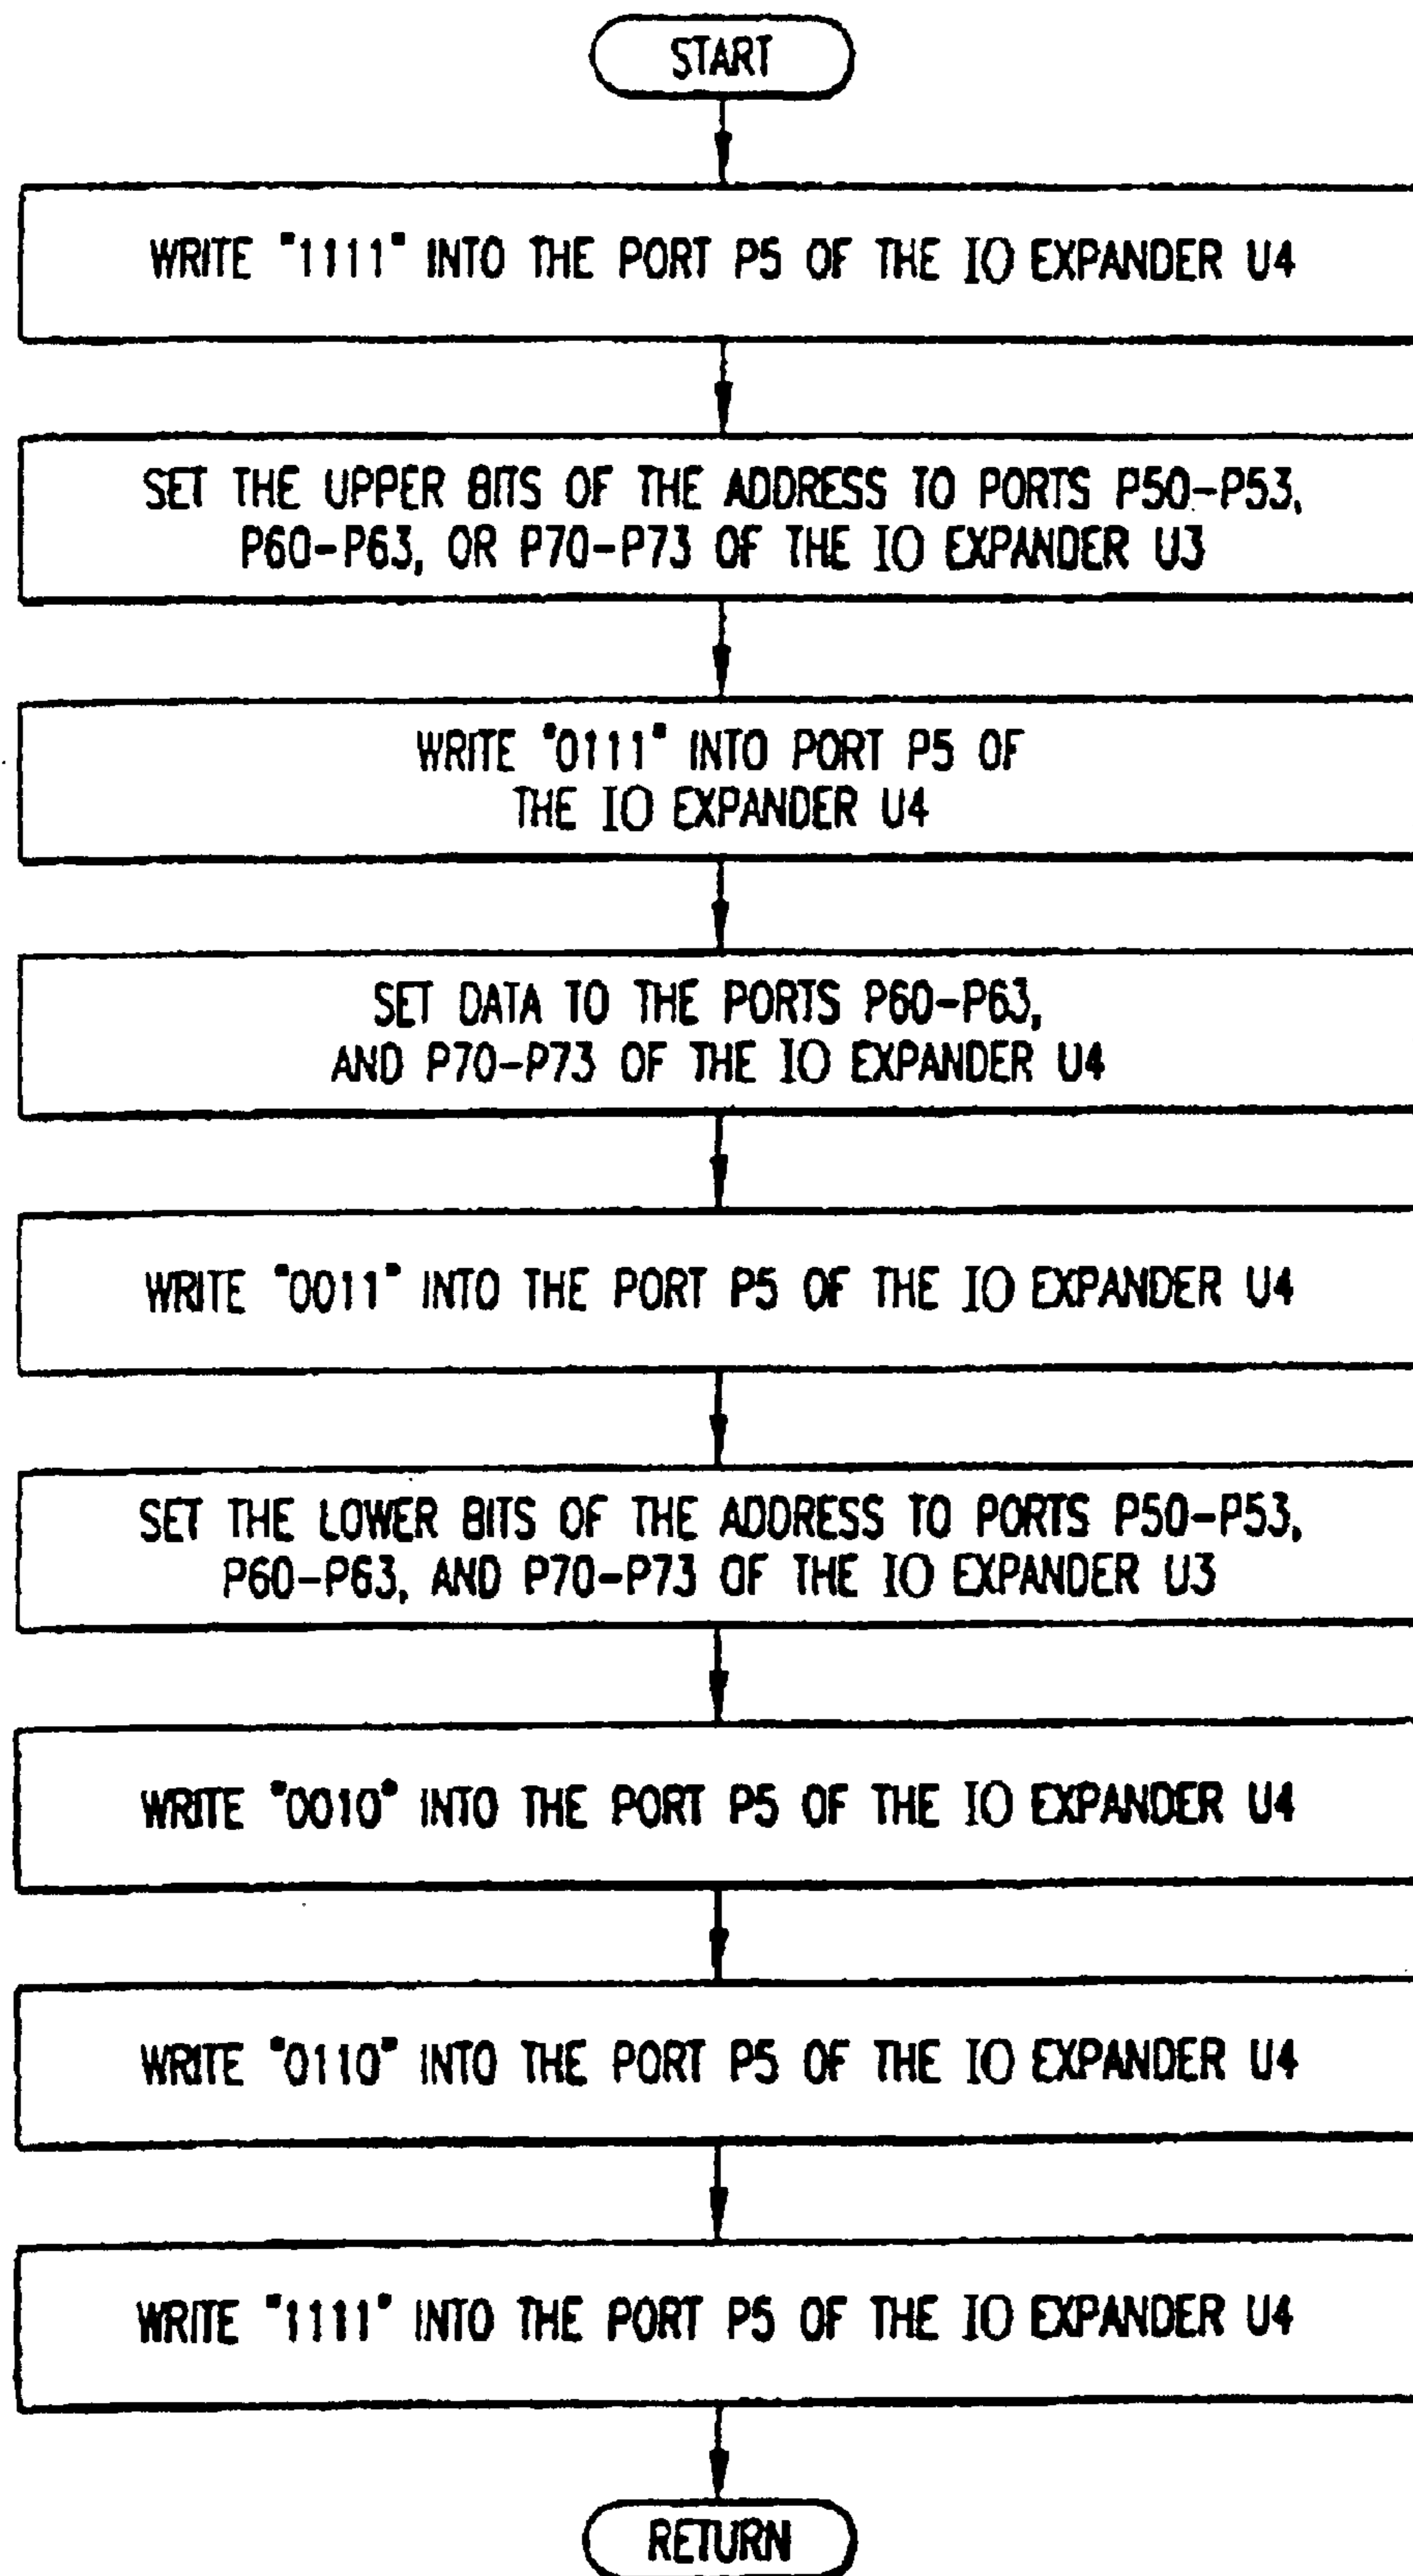 START
WRITE "1111" INTO THE PORT P5 OF THE IO EXPANDER U4
SET THE UPPER BITS OF THE ADDRESS TO PORTS P50-P53,
P60-P63, OR P70-P73 OF THE IO EXPANDER U3
WRITE "0111" INTO PORT P5 OF
THE IO EXPANDER U4
SET DATA TO THE PORTS P60-P63,
AND P70-P73 OF THE IO EXPANDER U4
WRITE "0011" INTO THE PORT P5 OF THE IO EXPANDER U4
SET THE LOWER BITS OF THE ADDRESS TO PORTS P50-P53,
P60-P63, AND P70-P73 OF THE IO EXPANDER U3
WRITE "0010" INTO THE PORT P5 OF THE IO EXPANDER U4
WRITE "0110" INTO THE PORT P5 OF THE IO EXPANDER U4
WRITE "1111" INTO THE PORT P5 OF THE IO EXPANDER U4
RETURN